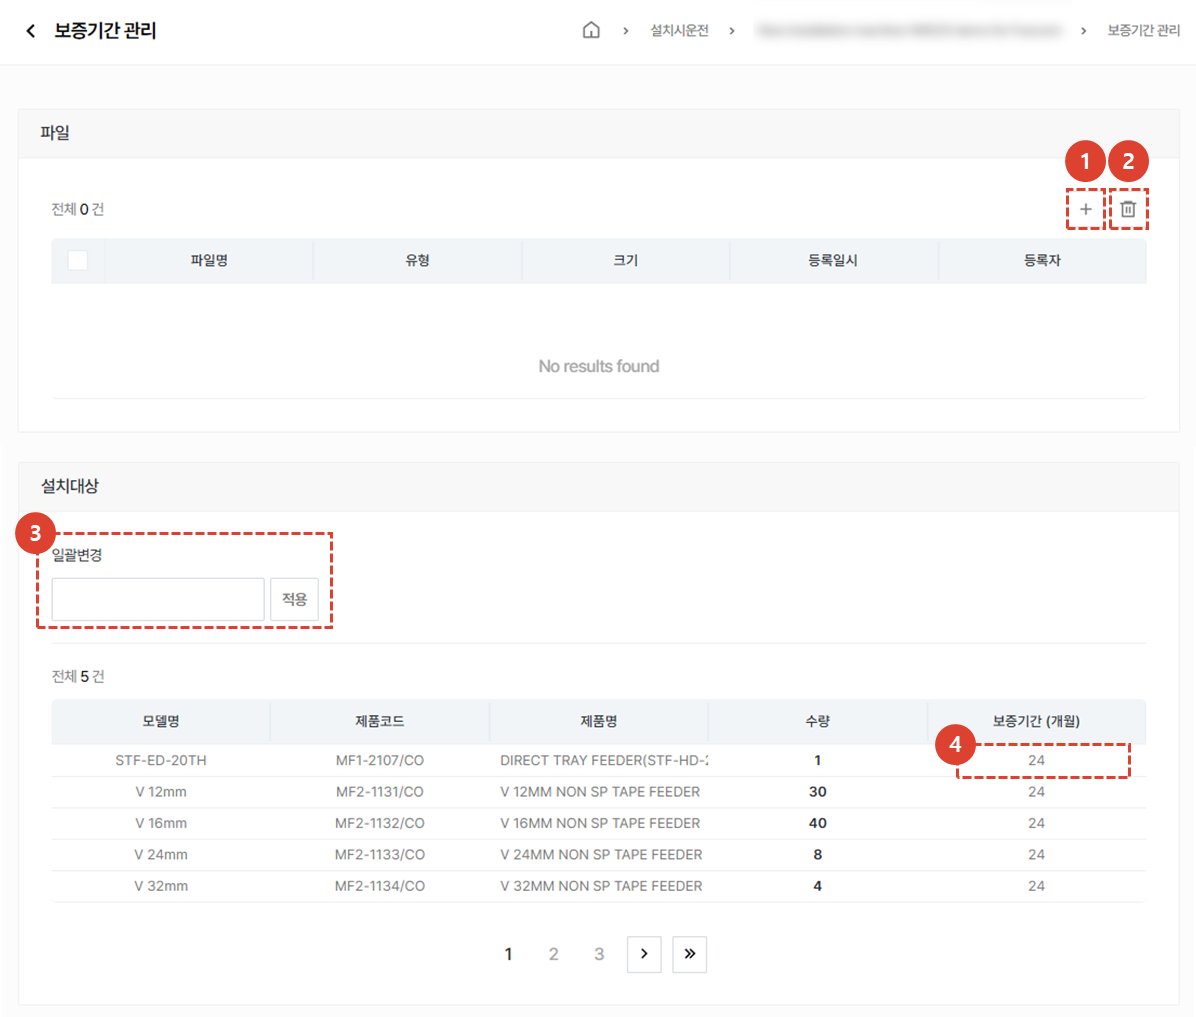 보증기간 관리
설치시운전
보증기간 관리
파일
1 2
전체 0 건
파일명 유형 크기 등록일시 등록자
No results found
설치대상
3
일괄변경
적용
전체 5 건
모델명 제품코드 제품명 수량 보증기간 (개월)
4
STF-ED-20TH MF1-2107/CO DIRECT TRAY FEEDER(STF-HD-2 1 24
V 12mm MF2-1131/CO V 12MM NON SP TAPE FEEDER 30 24
V 16mm MF2-1132/CO V 16MM NON SP TAPE FEEDER 40 24
V 24mm MF2-1133/CO V 24MM NON SP TAPE FEEDER 8 24
V 32mm MF2-1134/CO V 32MM NON SP TAPE FEEDER 4 24
1 2 3